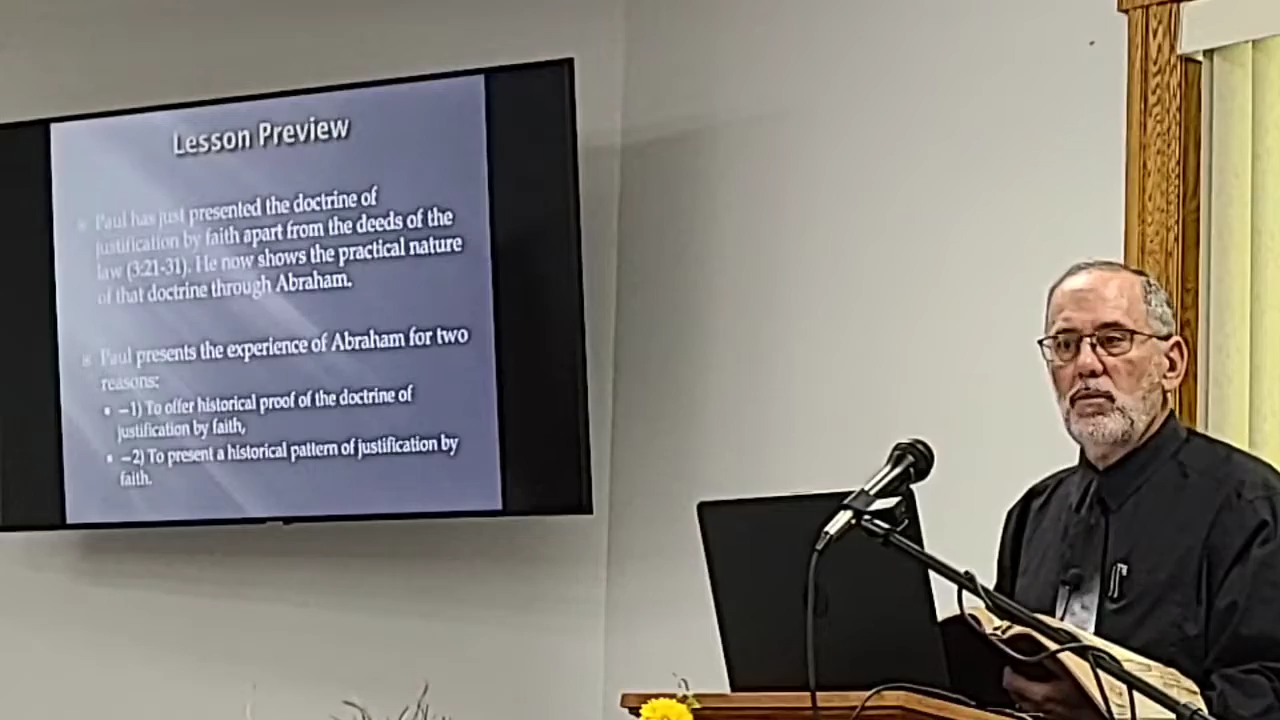 Lesson Preview
Paul has just presented the doctrine of
justification by faith apart from the deeds of the
law (3:21-31). He now shows the practical nature
of that doctrine through Abraham.
Paul presents the experience of Abraham for two
reasons:
–1) To offer historical proof of the doctrine of
justification by faith,
–2) To present a historical pattern of justification by
faith.